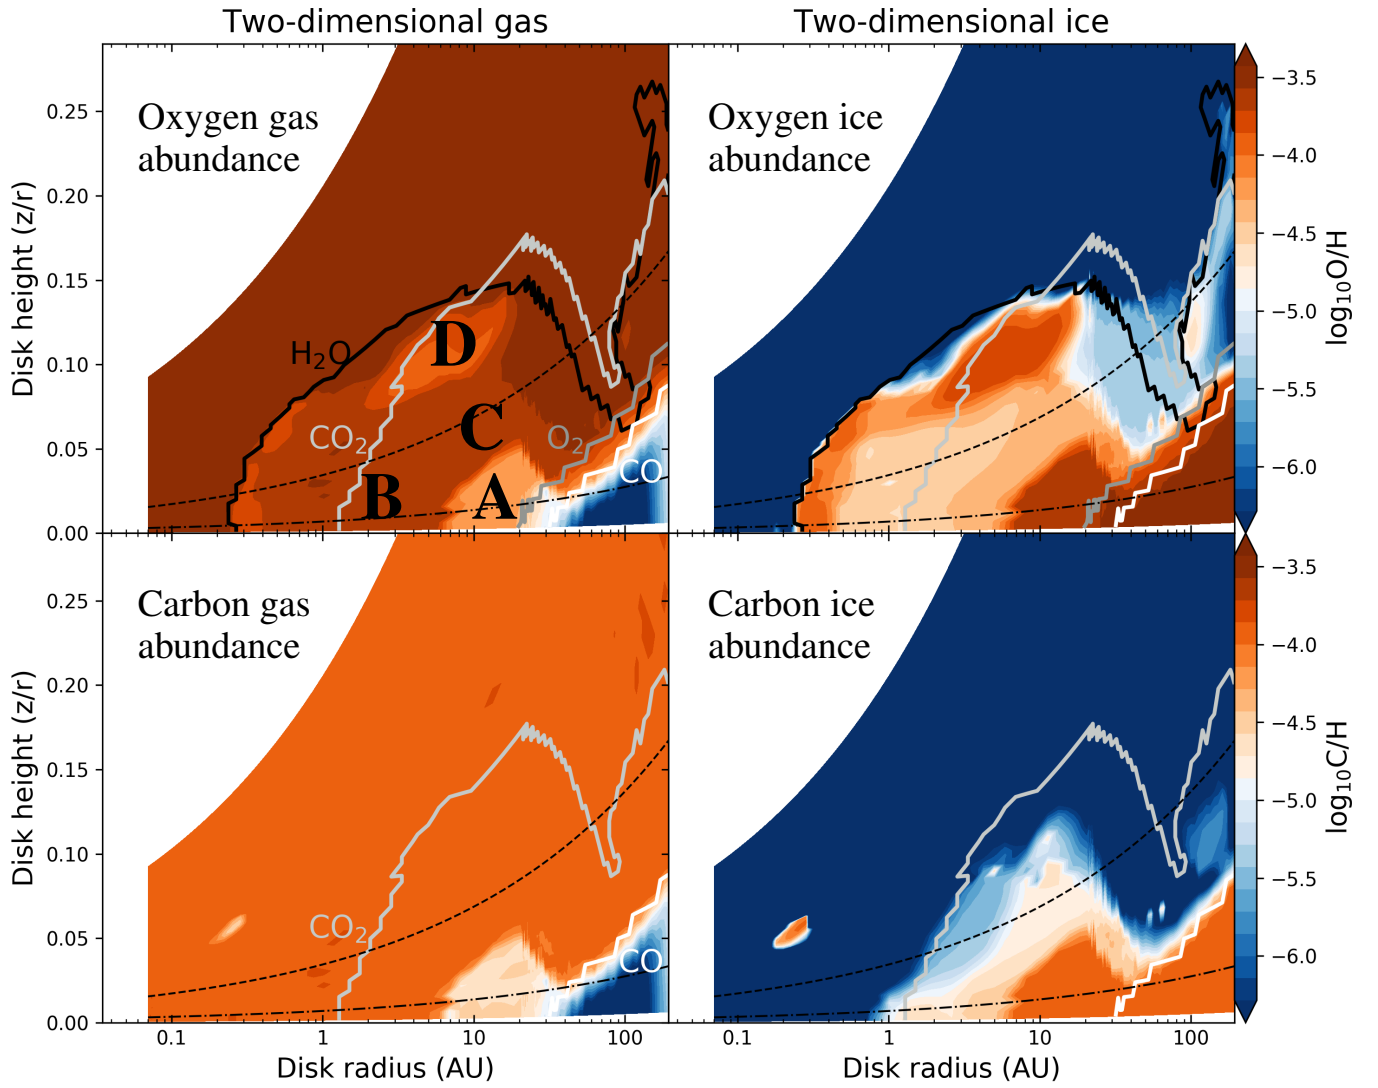 Two-dimensional gas
Two-dimensional ice
Disk height (z/r)
0.25
0.20
0.15
0.10
0.05
0.00
Oxygen gas
abundance
H₂O
CO₂
O₂
CO
D
C
B
A
Oxygen ice
abundance
−3.5
−4.0
−4.5
−5.0
−5.5
−6.0
log₁₀O/H
Disk height (z/r)
0.25
0.20
0.15
0.10
0.05
0.00
Carbon gas
abundance
CO₂
CO
Carbon ice
abundance
−3.5
−4.0
−4.5
−5.0
−5.5
−6.0
log₁₀C/H
0.1
1
10
100
0.1
1
10
100
Disk radius (AU)
Disk radius (AU)